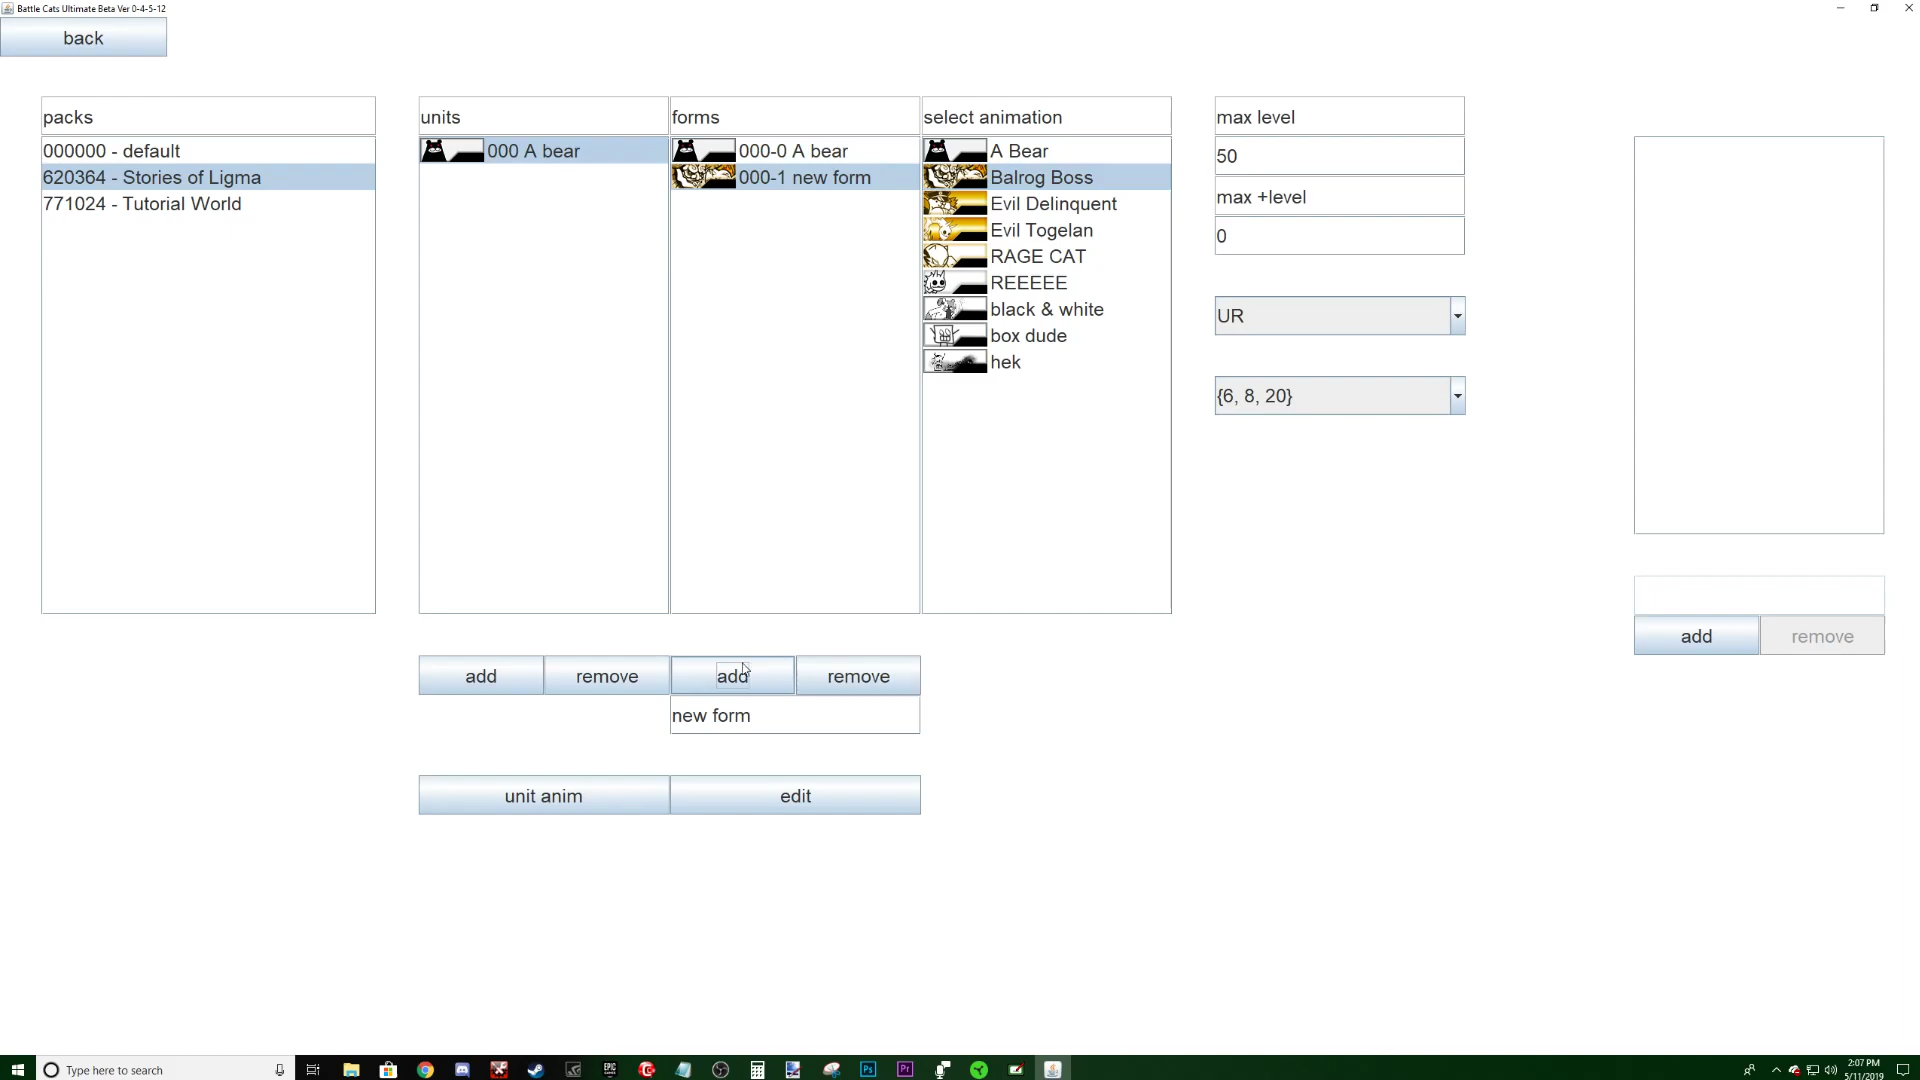 Battle Cats Ultimate Beta Ver 0-4-5-12
back
packs
000000 - default
620364 - Stories of Ligma
771024 - Tutorial World
units
000 A bear
forms
000-0 A bear
000-1 new form
select animation
A Bear
Balrog Boss
Evil Delinquent
Evil Togelan
RAGE CAT
REEEEE
black & white
box dude
hek
max level
50
max +level
0
UR
{6, 8, 20}
add
remove
add
remove
new form
unit anim
edit
add
remove
Type here to search
EPIC
Ps
Pr
2:07 PM
5/11/2019